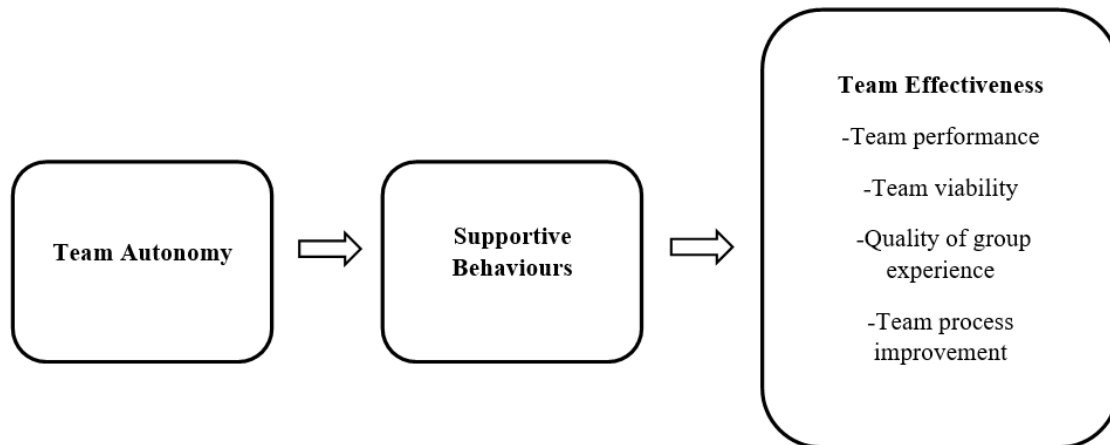 Team Autonomy
Supportive
Behaviours
Team Effectiveness
-Team performance
-Team viability
-Quality of group
experience
-Team process
improvement